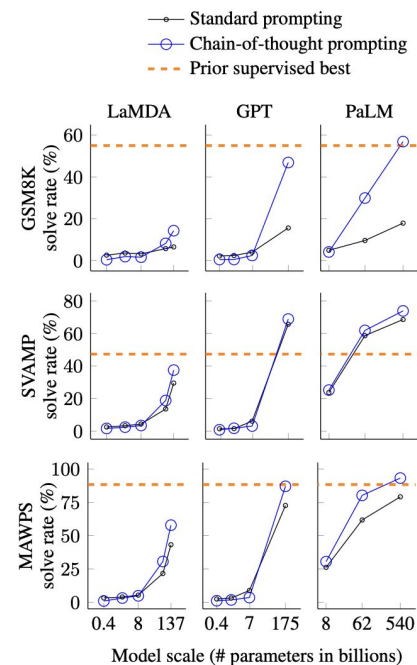 Standard prompting
Chain-of-thought prompting
Prior supervised best
LaMDA GPT PaLM
GSM8K
solve rate (%)
60
40
20
0
SVAMP
solve rate (%)
80
60
40
20
0
MAWPS
solve rate (%)
100
75
50
25
0
0.4 8 137 0.4 7 175 8 62 540
Model scale (# parameters in billions)